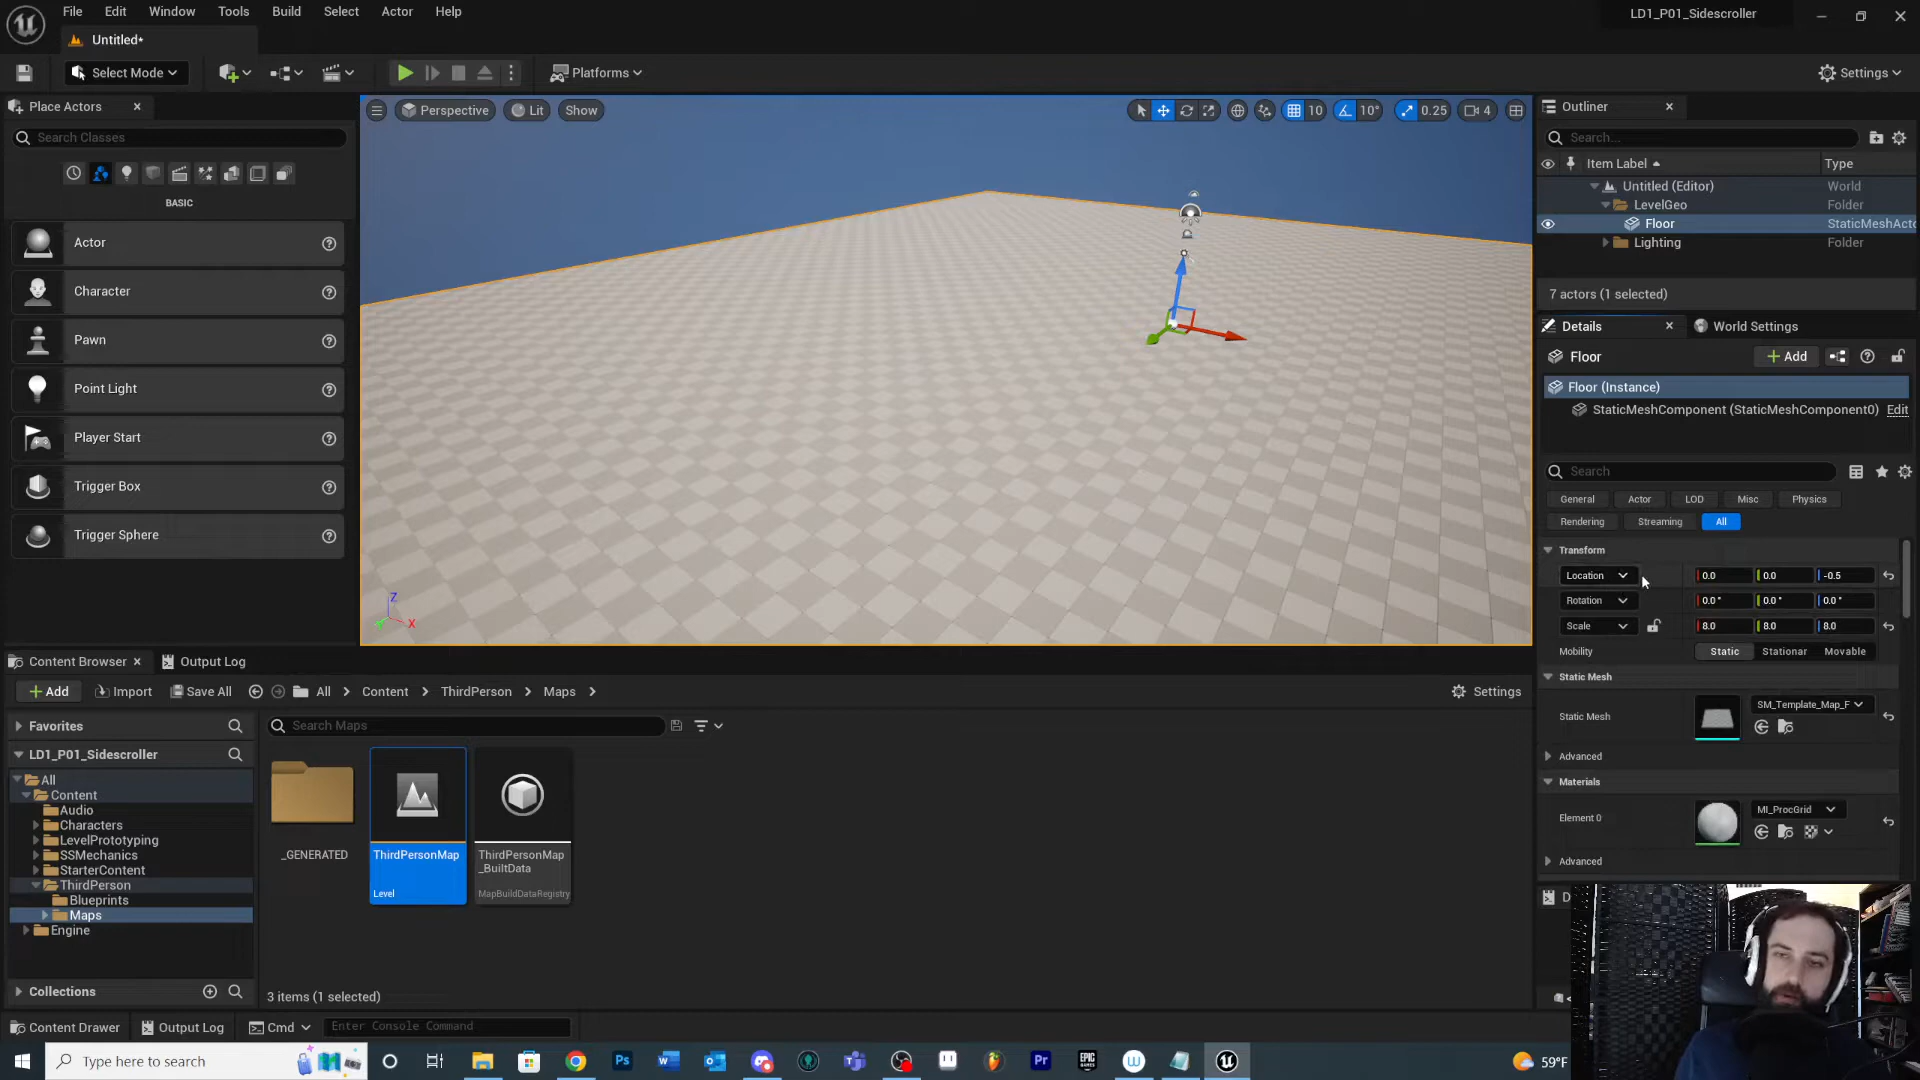 File Edit Window Tools Build Select Actor Help
LD1_P01_Sidescroller
Untitled*
Select Mode
Platforms
Settings
Place Actors
Search Classes
BASIC
Actor
Character
Pawn
Point Light
Player Start
Trigger Box
Trigger Sphere
Perspective Lit Show
10 10° 0.25 4
Z
X
Outliner
Search...
Item Label Type
Untitled (Editor) World
LevelGeo Folder
Floor StaticMeshActo
Lighting Folder
7 actors (1 selected)
Details World Settings
Floor + Add
Floor (Instance)
StaticMeshComponent (StaticMeshComponent0) Edit
Search
General Actor LOD Misc Physics
Rendering Streaming All
Transform
Location 0.0 0.0 -0.5
Rotation 0.0 ° 0.0 ° 0.0 °
Scale 8.0 8.0 8.0
Mobility Static Stationar Movable
Static Mesh
Static Mesh SM_Template_Map_F
Advanced
Materials
Element 0 MI_ProcGrid
Advanced
Content Browser Output Log
+ Add Import Save All All > Content > ThirdPerson > Maps > Settings
Favorites
Search Maps
LD1_P01_Sidescroller
All
Content
Audio
Characters
LevelPrototyping
SSMechanics
StarterContent
ThirdPerson
Blueprints
Maps
Engine
Collections
_GENERATED
ThirdPersonMap
Level
ThirdPersonMap
_BuiltData
MapBuildDataRegistry
3 items (1 selected)
Content Drawer Output Log Cmd Enter Console Command
Type here to search
59°F